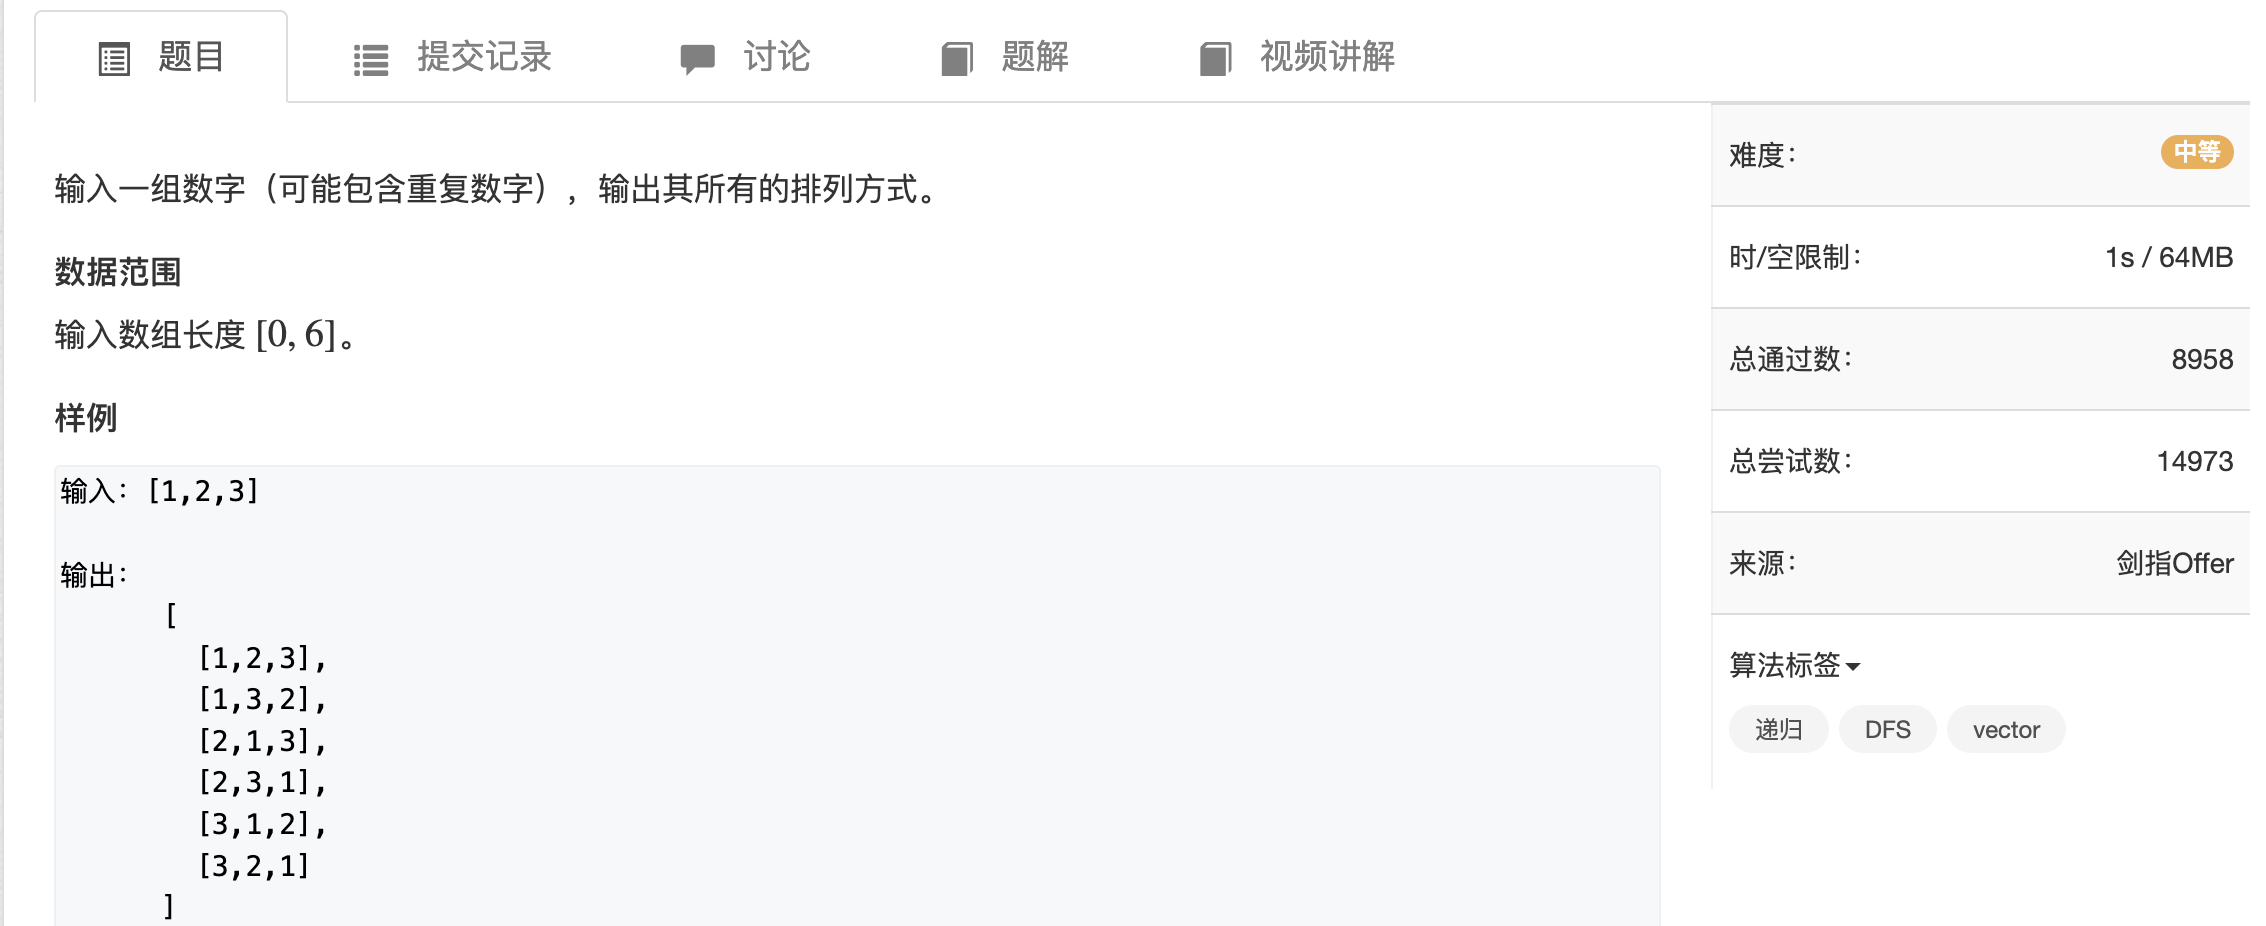 题目 提交记录 讨论 题解 视频讲解
输入一组数字（可能包含重复数字），输出其所有的排列方式。
数据范围
输入数组长度 [0, 6]。
样例
输入：[1,2,3]
输出：
[
[1,2,3],
[1,3,2],
[2,1,3],
[2,3,1],
[3,1,2],
[3,2,1]
]
难度： 中等
时/空限制： 1s / 64MB
总通过数： 8958
总尝试数： 14973
来源： 剑指Offer
算法标签
递归 DFS vector